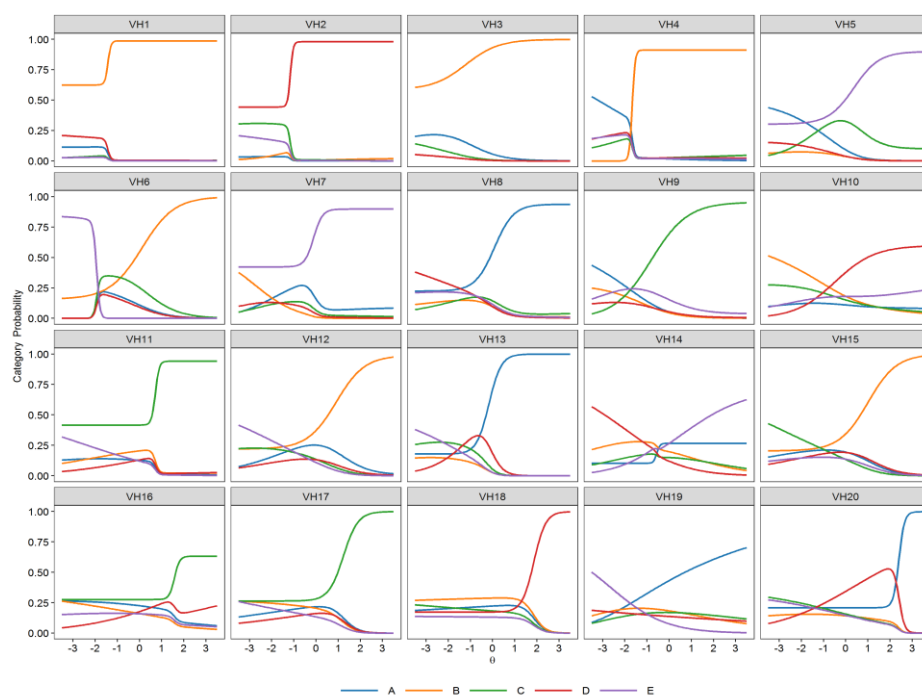 VH1 VH2 VH3 VH4 VH5
1.00
0.75
0.50
0.25
0.00
VH6 VH7 VH8 VH9 VH10
1.00
0.75
0.50
0.25
0.00
VH11 VH12 VH13 VH14 VH15
1.00
0.75
0.50
0.25
0.00
VH16 VH17 VH18 VH19 VH20
1.00
0.75
0.50
0.25
0.00
Category Probability
-3 -2 -1 0 1 2 3 -3 -2 -1 0 1 2 3 -3 -2 -1 0 1 2 3 -3 -2 -1 0 1 2 3 -3 -2 -1 0 1 2 3
θ
A B C D E